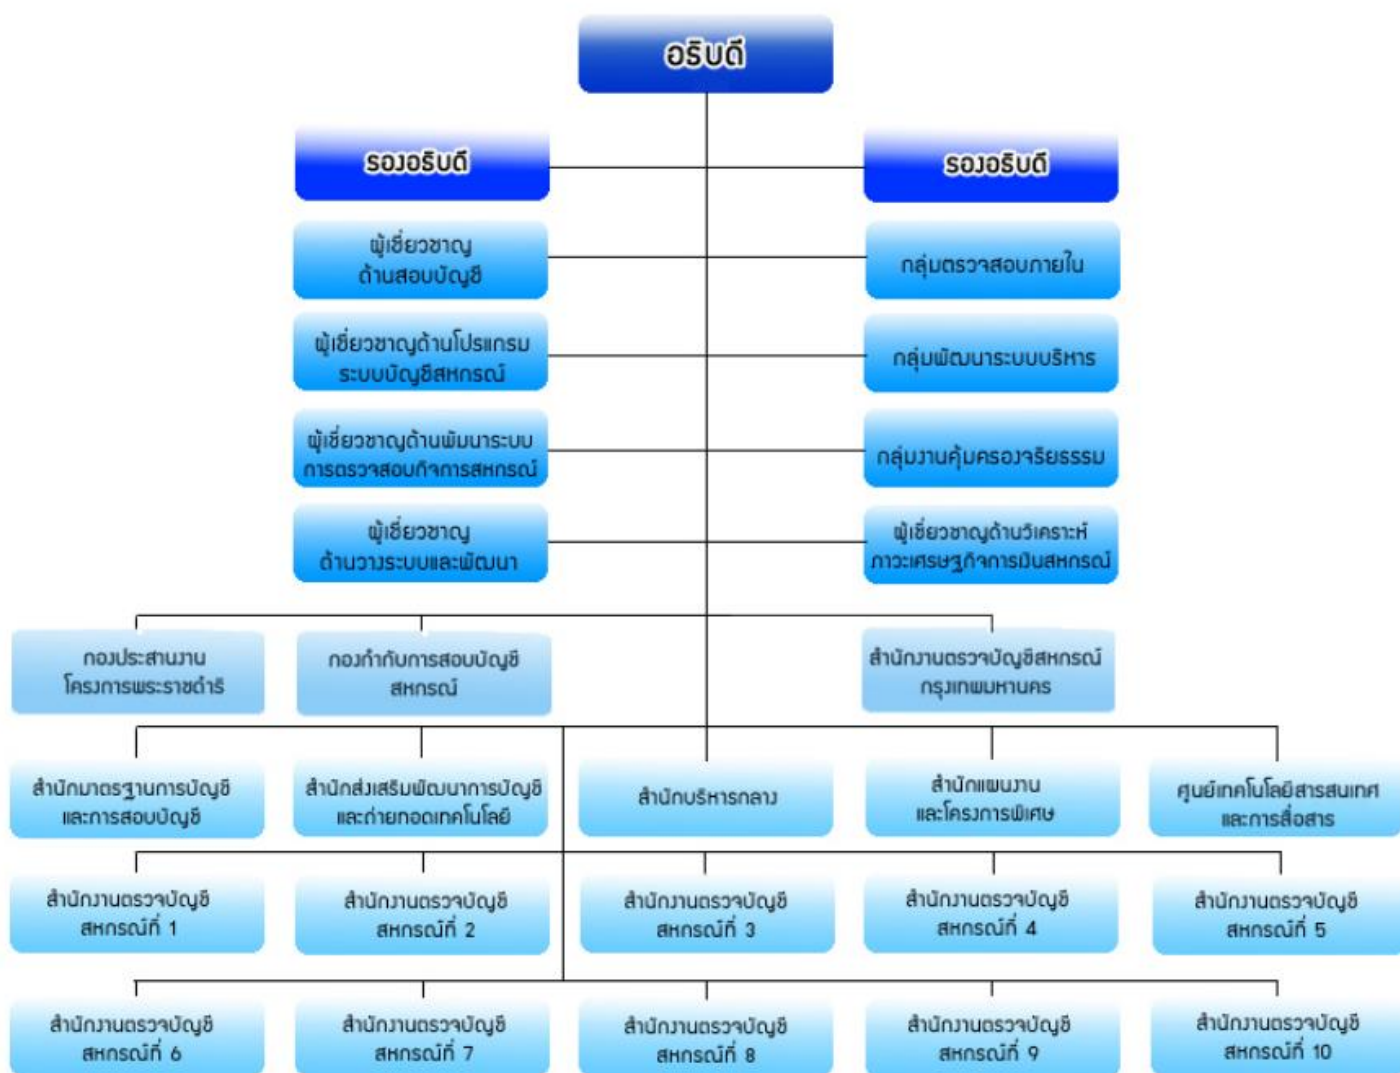 อธิบดี
รองอธิบดี
รองอธิบดี
ผู้เชี่ยวชาญ
ด้านสอบบัญชี
กลุ่มตรวจสอบภายใน
ผู้เชี่ยวชาญด้านโปรแกรม
ระบบบัญชีสหกรณ์
กลุ่มพัฒนาระบบบริหาร
ผู้เชี่ยวชาญด้านพัมนาระบบ
การตรวจสอบกิจการสหกรณ์
กลุ่มงานคุ้มครองจริยธรรม
ผู้เชี่ยวชาญ
ด้านวางระบบและพัฒนา
ผู้เชี่ยวชาญด้านวิเคราะห์
ภาวะเศรษฐกิจการเงินสหกรณ์
กองประสานงาน
โครงการพระราชดำริ
กองกำกับการสอบบัญชี
สหกรณ์
สำนักงานตรวจบัญชีสหกรณ์
กรุงเทพมหานคร
สำนักมาตรฐานการบัญชี
และการสอบบัญชี
สำนักส่งเสริมพัฒนาการบัญชี
และถ่ายทอดเทคโนโลยี
สำนักบริหารกลาง
สำนักแผนงาน
และโครงการพิเศษ
ศูนย์เทคโนโลยีสารสนเทศ
และการสื่อสาร
สำนักงานตรวจบัญชี
สหกรณ์ที่ 1
สำนักงานตรวจบัญชี
สหกรณ์ที่ 2
สำนักงานตรวจบัญชี
สหกรณ์ที่ 3
สำนักงานตรวจบัญชี
สหกรณ์ที่ 4
สำนักงานตรวจบัญชี
สหกรณ์ที่ 5
สำนักงานตรวจบัญชี
สหกรณ์ที่ 6
สำนักงานตรวจบัญชี
สหกรณ์ที่ 7
สำนักงานตรวจบัญชี
สหกรณ์ที่ 8
สำนักงานตรวจบัญชี
สหกรณ์ที่ 9
สำนักงานตรวจบัญชี
สหกรณ์ที่ 10